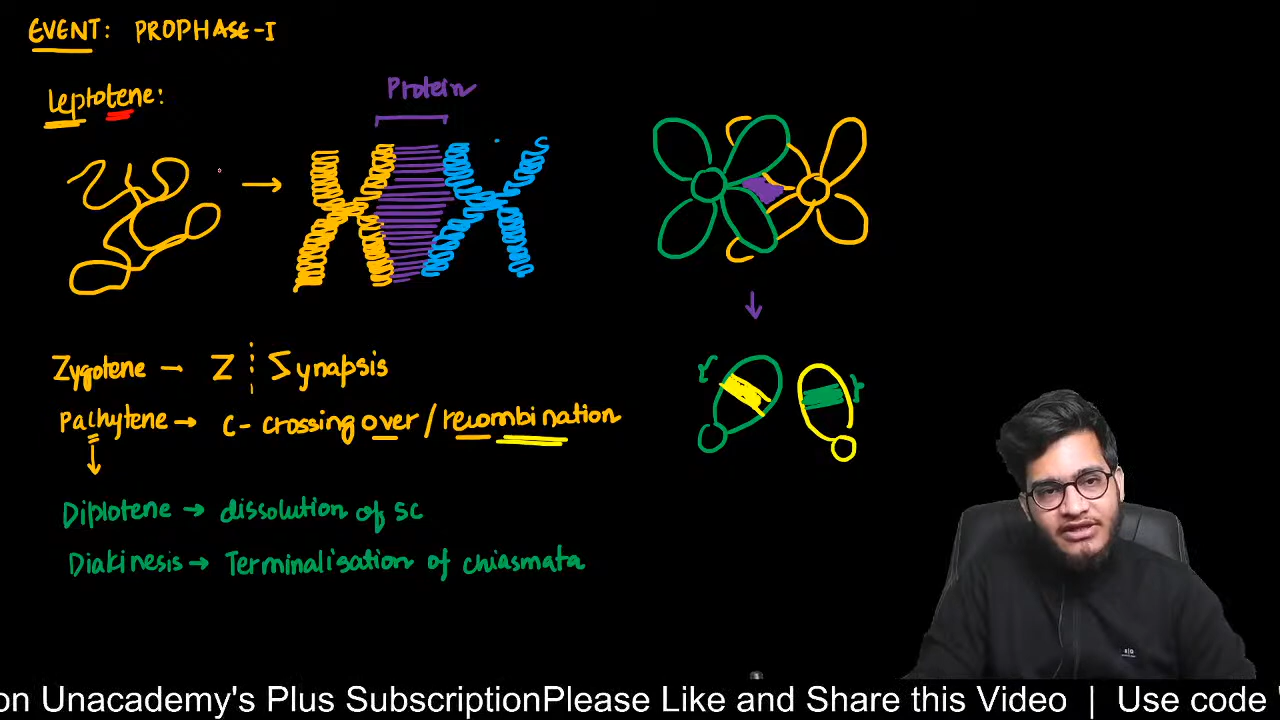 EVENT: PROPHASE-I
Leptotene:
Protein
Zygotene → Z Synapsis
Pachytene → C- crossing over / recombination
Diplotene → dissolution of SC
Diakinesis → Terminalisation of chiasmata
on Unacademy's Plus SubscriptionPlease Like and Share this Video | Use code